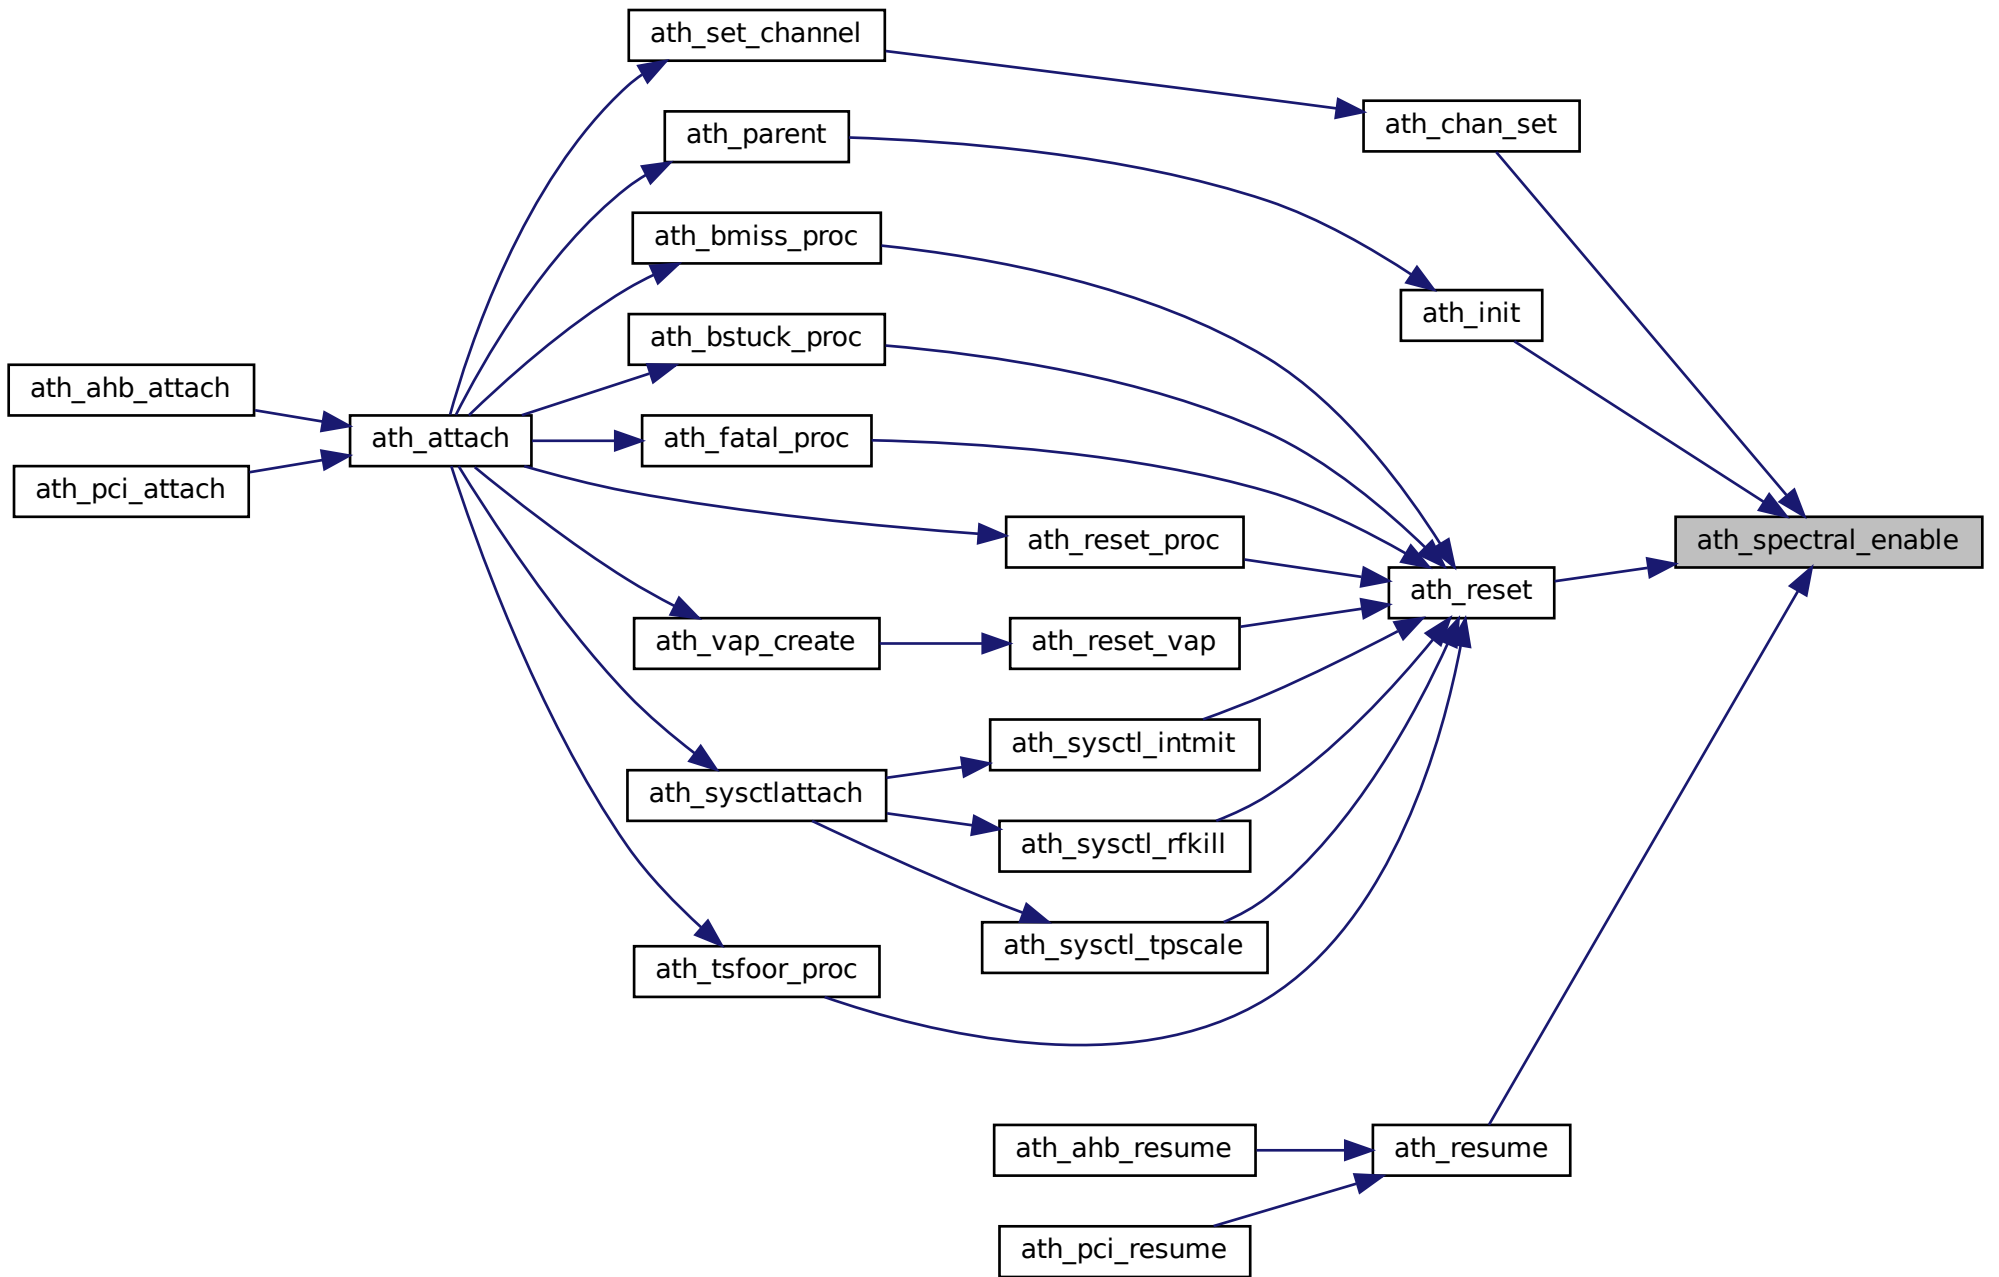 ath_set_channel
ath_chan_set
ath_parent
ath_bmiss_proc
ath_init
ath_bstuck_proc
ath_ahb_attach
ath_attach
ath_fatal_proc
ath_pci_attach
ath_reset_proc
ath_spectral_enable
ath_reset
ath_vap_create
ath_reset_vap
ath_sysctl_intmit
ath_sysctlattach
ath_sysctl_rfkill
ath_sysctl_tpscale
ath_tsfoor_proc
ath_ahb_resume
ath_resume
ath_pci_resume